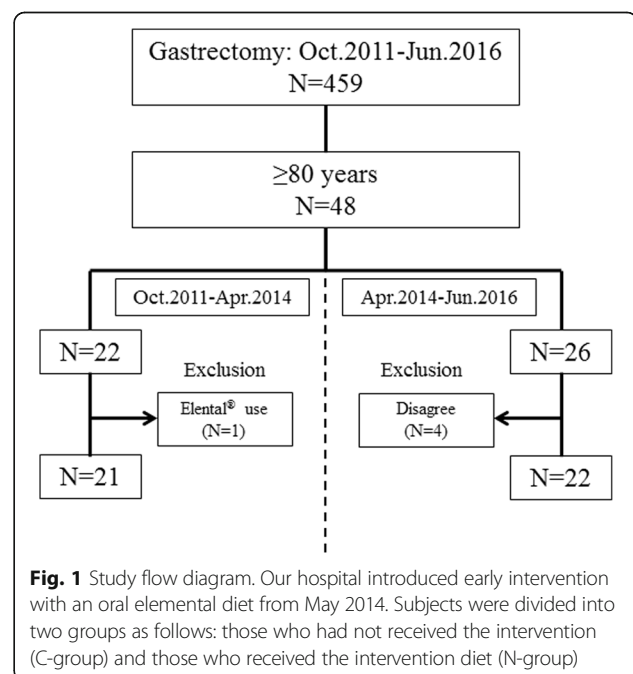 Gastrectomy: Oct.2011-Jun.2016
N=459
≥80 years
N=48
Oct.2011-Apr.2014
Apr.2014-Jun.2016
N=22
N=26
Exclusion
Exclusion
Elental® use
(N=1)
Disagree
(N=4)
N=21
N=22
Fig. 1 Study flow diagram. Our hospital introduced early intervention
with an oral elemental diet from May 2014. Subjects were divided into
two groups as follows: those who had not received the intervention
(C-group) and those who received the intervention diet (N-group)